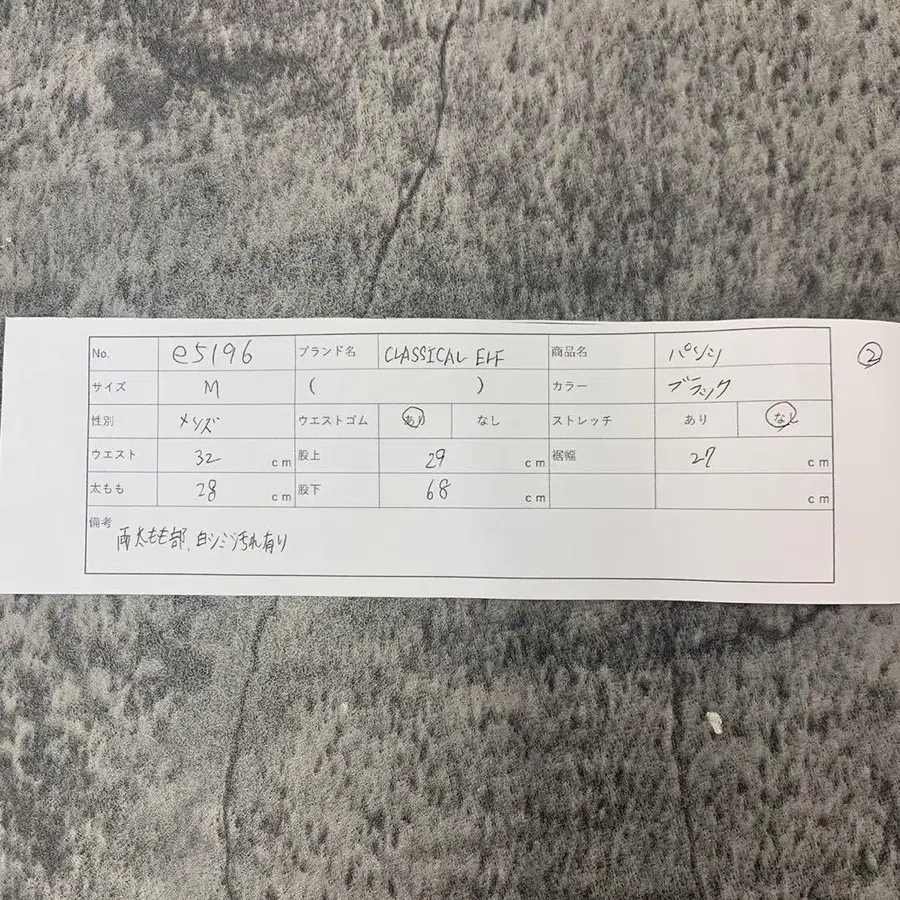 No. e5196 ブランド名 CLASSICAL ELF 商品名 パンツ ②
サイズ M ( ) カラー ブラック
性別 メンズ ウエストゴム あり なし ストレッチ あり なし
ウエスト 32 cm 股上 29 cm 裾幅 27 cm
太もも 28 cm 股下 68 cm cm
備考
両太もも部、白シミ汚れ有り